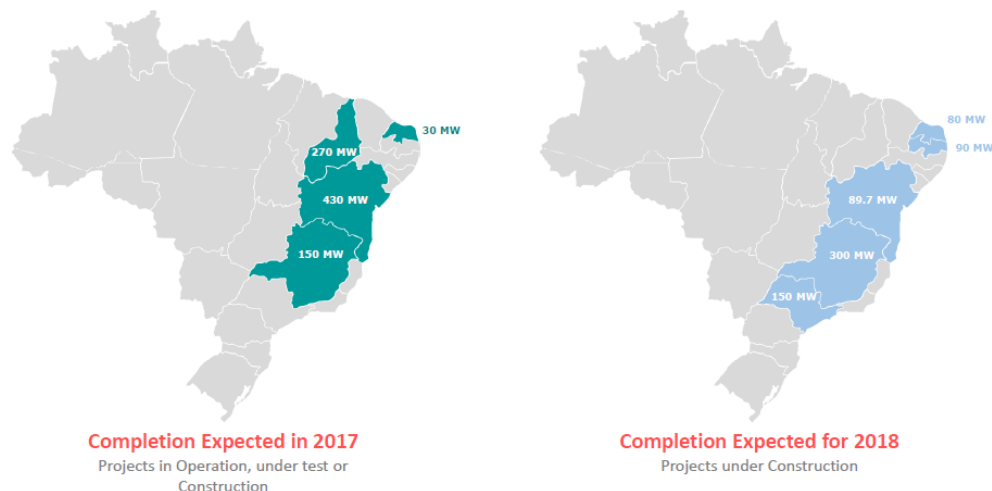 30 MW
270 MW
430 MW
150 MW
Completion Expected in 2017
Projects in Operation, under test or
Construction
80 MW
90 MW
89.7 MW
300 MW
150 MW
Completion Expected for 2018
Projects under Construction